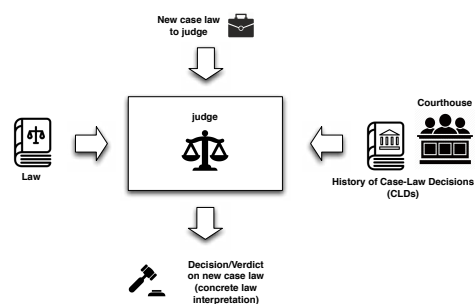 New case law
to judge
judge
Law
Courthouse
History of Case-Law Decisions
(CLDs)
Decision/Verdict
on new case law
(concrete law
interpretation)